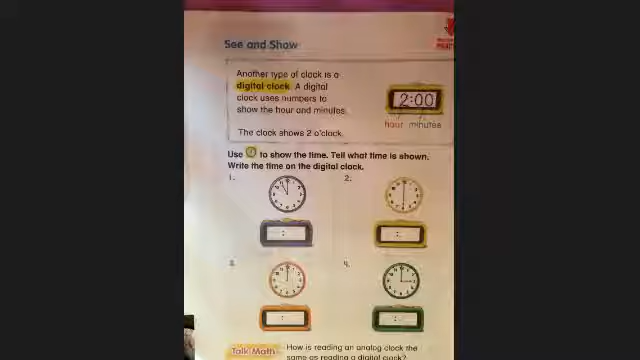 See and Show
Another type of clock is a
digital clock. A digital
clock uses numbers to
show the hour and minutes.
The clock shows 2 o'clock.
2:00
hour minutes
Use to show the time. Tell what time is shown.
Write the time on the digital clock.
1.
2.
:
:
3.
4.
:
:
Talk Math
How is reading an analog clock the
same as reading a digital clock?